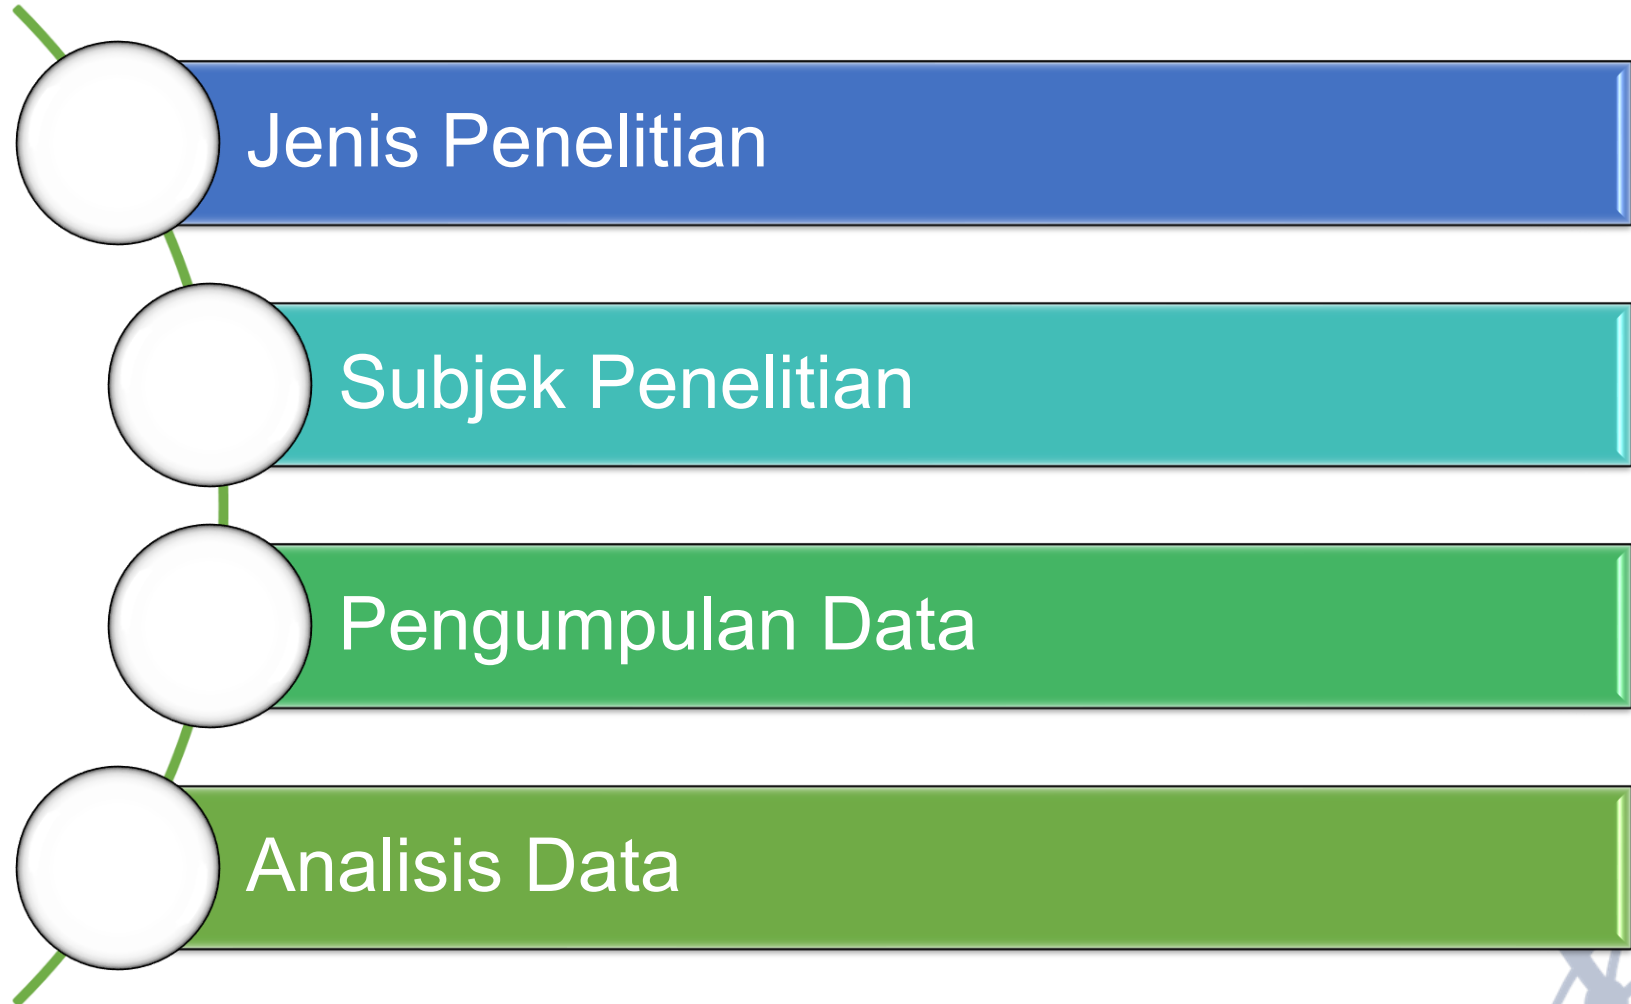 Jenis Penelitian
Subjek Penelitian
Pengumpulan Data
Analisis Data